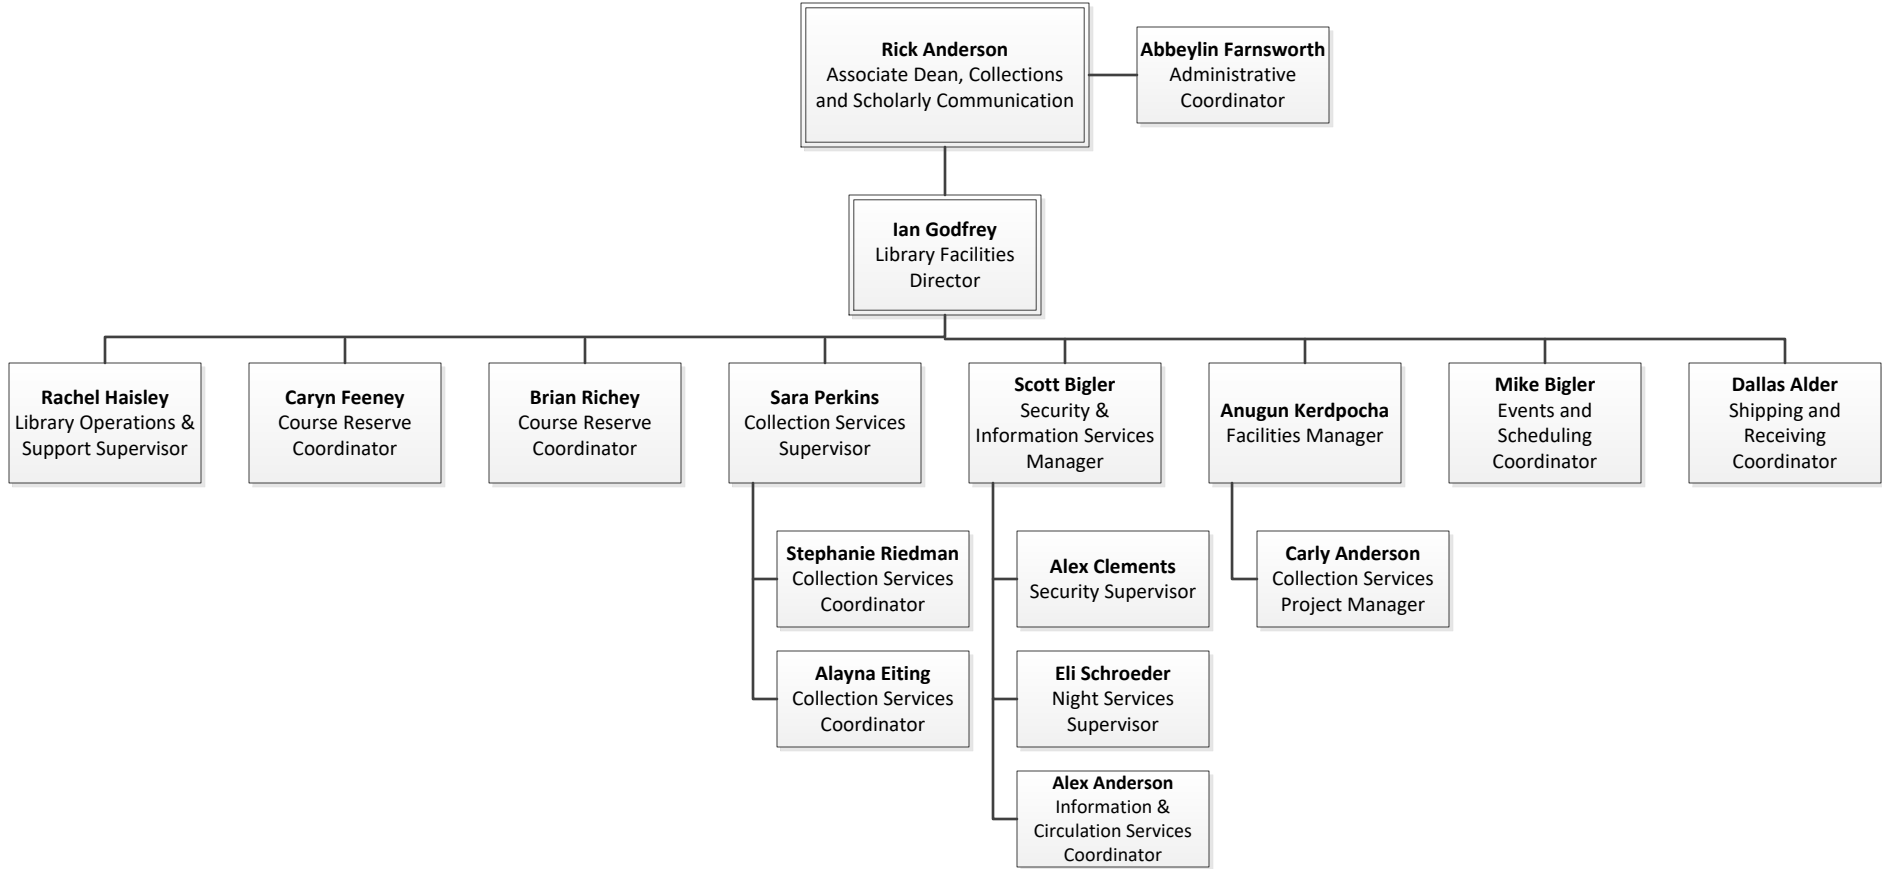 Rick Anderson
Associate Dean, Collections
and Scholarly Communication
Abbeylin Farnsworth
Administrative
Coordinator
Ian Godfrey
Library Facilities
Director
Rachel Haisley
Library Operations &
Support Supervisor
Caryn Feeney
Course Reserve
Coordinator
Brian Richey
Course Reserve
Coordinator
Sara Perkins
Collection Services
Supervisor
Scott Bigler
Security &
Information Services
Manager
Anugun Kerdpocha
Facilities Manager
Mike Bigler
Events and
Scheduling
Coordinator
Dallas Alder
Shipping and
Receiving
Coordinator
Stephanie Riedman
Collection Services
Coordinator
Alayna Eiting
Collection Services
Coordinator
Alex Clements
Security Supervisor
Eli Schroeder
Night Services
Supervisor
Alex Anderson
Information &
Circulation Services
Coordinator
Carly Anderson
Collection Services
Project Manager